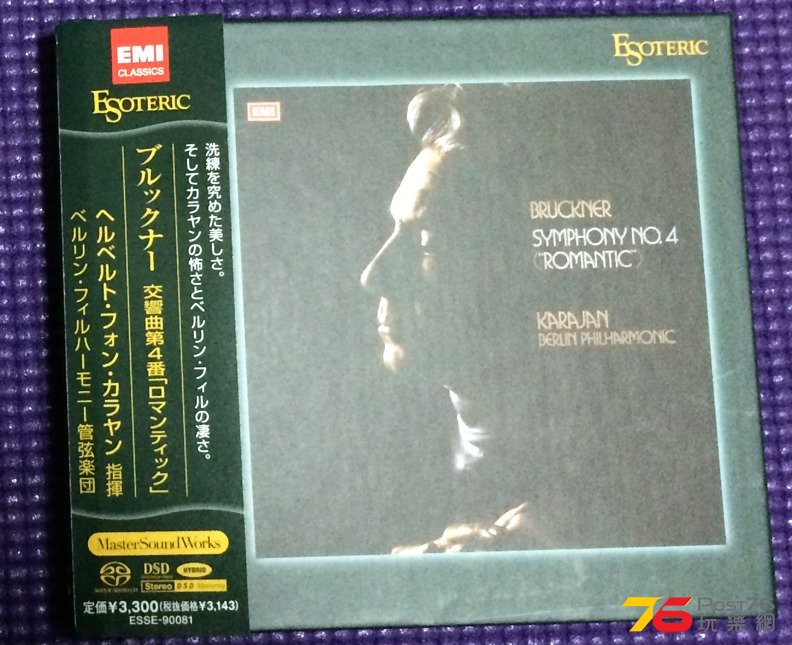 EMI
CLASSICS
ESOTERIC
洗練を究めた美しさ。
そしてカラヤンの怖さとベルリン・フィルの凄さ。
ブルックナー 交響曲第4番「ロマンティック」
ヘルベルト・フォン・カラヤン 指揮
ベルリン・フィルハーモニー管弦楽団
MasterSoundWorks
SUPER AUDIO CD
DSD
HYBRID
Stereo
DSD Mastering
定価¥3,300(税抜価格¥3,143)
ESSE-90081
ESOTERIC
EMI
BRUCKNER
SYMPHONY NO. 4
("ROMANTIC")
KARAJAN
BERLIN PHILHARMONIC
76
Post76
玩樂網